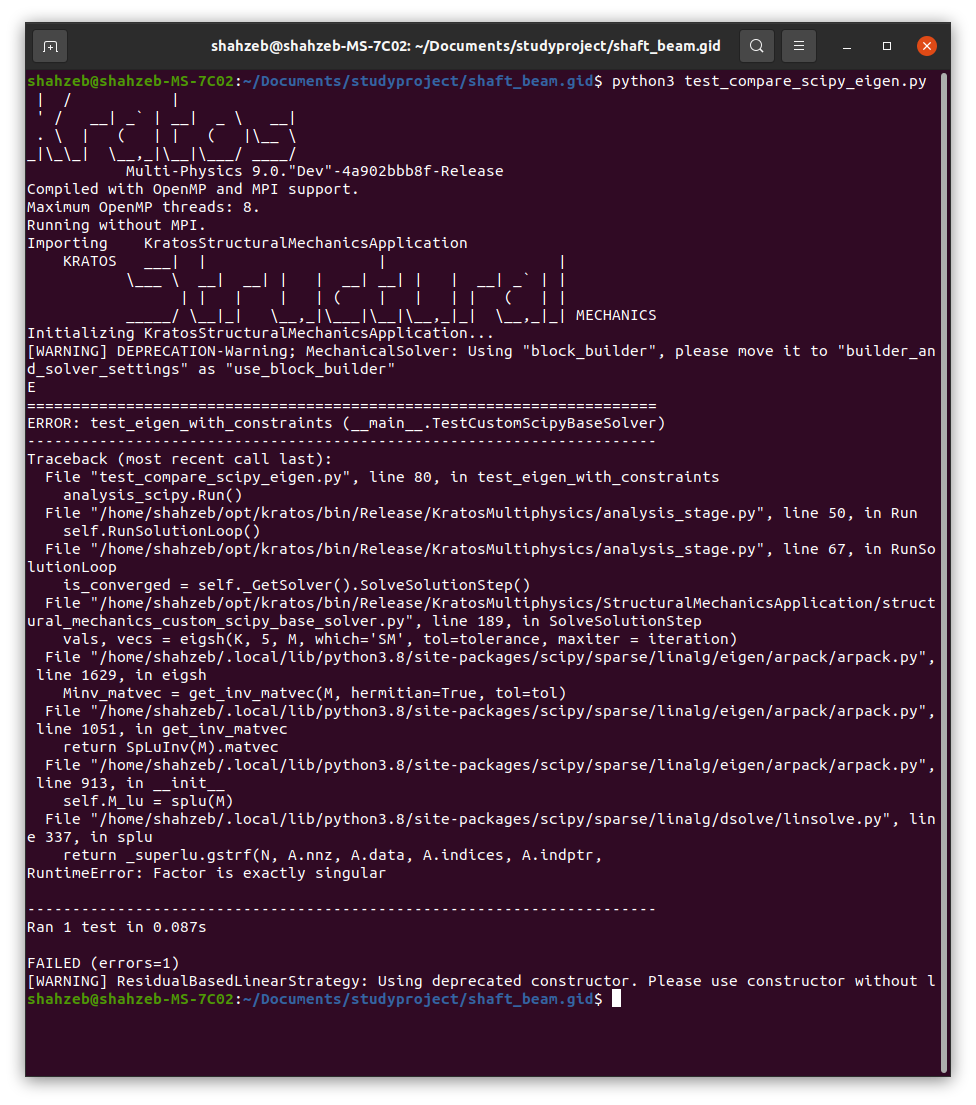 shahzeb@shahzeb-MS-7C02: ~/Documents/studyproject/shaft_beam.gid
shahzeb@shahzeb-MS-7C02:~/Documents/studyproject/shaft_beam.gid$ python3 test_compare_scipy_eigen.py
 |  /           |
 ' /   __| _` | __|  _ \   __|
 . \  |   (   | |   (   |\__ \
_|\_\_|  \__,_|\__|\___/ ____/
           Multi-Physics 9.0."Dev"-4a902bbb8f-Release
Compiled with OpenMP and MPI support.
Maximum OpenMP threads: 8.
Running without MPI.
Importing    KratosStructuralMechanicsApplication
    KRATOS   ___|  |                   |                   |
           \___ \  __|  __| |   |  __| __| |   |  __| _` | |
                 | |   |    |   | (    |   |   | |   (   | |
           _____/ \__|_|   \__,_|\___|\__|\__,_|_|  \__,_|_| MECHANICS
Initializing KratosStructuralMechanicsApplication...
[WARNING] DEPRECATION-Warning; MechanicalSolver: Using "block_builder", please move it to "builder_an
d_solver_settings" as "use_block_builder"
E
======================================================================
ERROR: test_eigen_with_constraints (__main__.TestCustomScipyBaseSolver)
----------------------------------------------------------------------
Traceback (most recent call last):
  File "test_compare_scipy_eigen.py", line 80, in test_eigen_with_constraints
    analysis_scipy.Run()
  File "/home/shahzeb/opt/kratos/bin/Release/KratosMultiphysics/analysis_stage.py", line 50, in Run
    self.RunSolutionLoop()
  File "/home/shahzeb/opt/kratos/bin/Release/KratosMultiphysics/analysis_stage.py", line 67, in RunSo
lutionLoop
    is_converged = self._GetSolver().SolveSolutionStep()
  File "/home/shahzeb/opt/kratos/bin/Release/KratosMultiphysics/StructuralMechanicsApplication/struct
ural_mechanics_custom_scipy_base_solver.py", line 189, in SolveSolutionStep
    vals, vecs = eigsh(K, 5, M, which='SM', tol=tolerance, maxiter = iteration)
  File "/home/shahzeb/.local/lib/python3.8/site-packages/scipy/sparse/linalg/eigen/arpack/arpack.py",
 line 1629, in eigsh
    Minv_matvec = get_inv_matvec(M, hermitian=True, tol=tol)
  File "/home/shahzeb/.local/lib/python3.8/site-packages/scipy/sparse/linalg/eigen/arpack/arpack.py",
 line 1051, in get_inv_matvec
    return SpLuInv(M).matvec
  File "/home/shahzeb/.local/lib/python3.8/site-packages/scipy/sparse/linalg/eigen/arpack/arpack.py",
 line 913, in __init__
    self.M_lu = splu(M)
  File "/home/shahzeb/.local/lib/python3.8/site-packages/scipy/sparse/linalg/dsolve/linsolve.py", lin
e 337, in splu
    return _superlu.gstrf(N, A.nnz, A.data, A.indices, A.indptr,
RuntimeError: Factor is exactly singular

----------------------------------------------------------------------
Ran 1 test in 0.087s

FAILED (errors=1)
[WARNING] ResidualBasedLinearStrategy: Using deprecated constructor. Please use constructor without l
shahzeb@shahzeb-MS-7C02:~/Documents/studyproject/shaft_beam.gid$